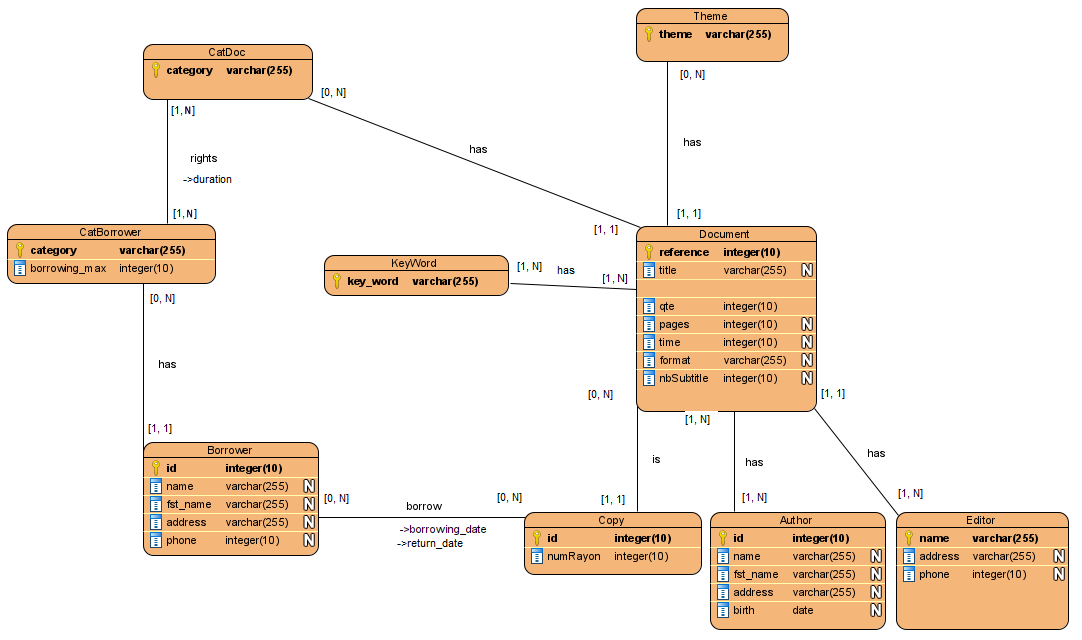 Theme
theme varchar(255)
[0, N]
has
[1, 1]
CatDoc
category varchar(255)
[0, N]
has
[1, 1]
[1, N]
rights
->duration
[1, N]
CatBorrower
category varchar(255)
borrowing_max integer(10)
[0, N]
has
[1, 1]
KeyWord
key_word varchar(255)
[1, N]
has
[1, N]
Document
reference integer(10)
title varchar(255) N
qte integer(10)
pages integer(10) N
time integer(10) N
format varchar(255) N
nbSubtitle integer(10) N
[0, N]
is
[1, 1]
[1, N]
has
[1, N]
[1, 1]
has
[1, N]
Borrower
id integer(10)
name varchar(255) N
fst_name varchar(255) N
address varchar(255) N
phone integer(10) N
[0, N]
borrow
->borrowing_date
->return_date
[0, N]
Copy
id integer(10)
numRayon integer(10)
Author
id integer(10)
name varchar(255) N
fst_name varchar(255) N
address varchar(255) N
birth date N
Editor
name varchar(255)
address varchar(255) N
phone integer(10) N